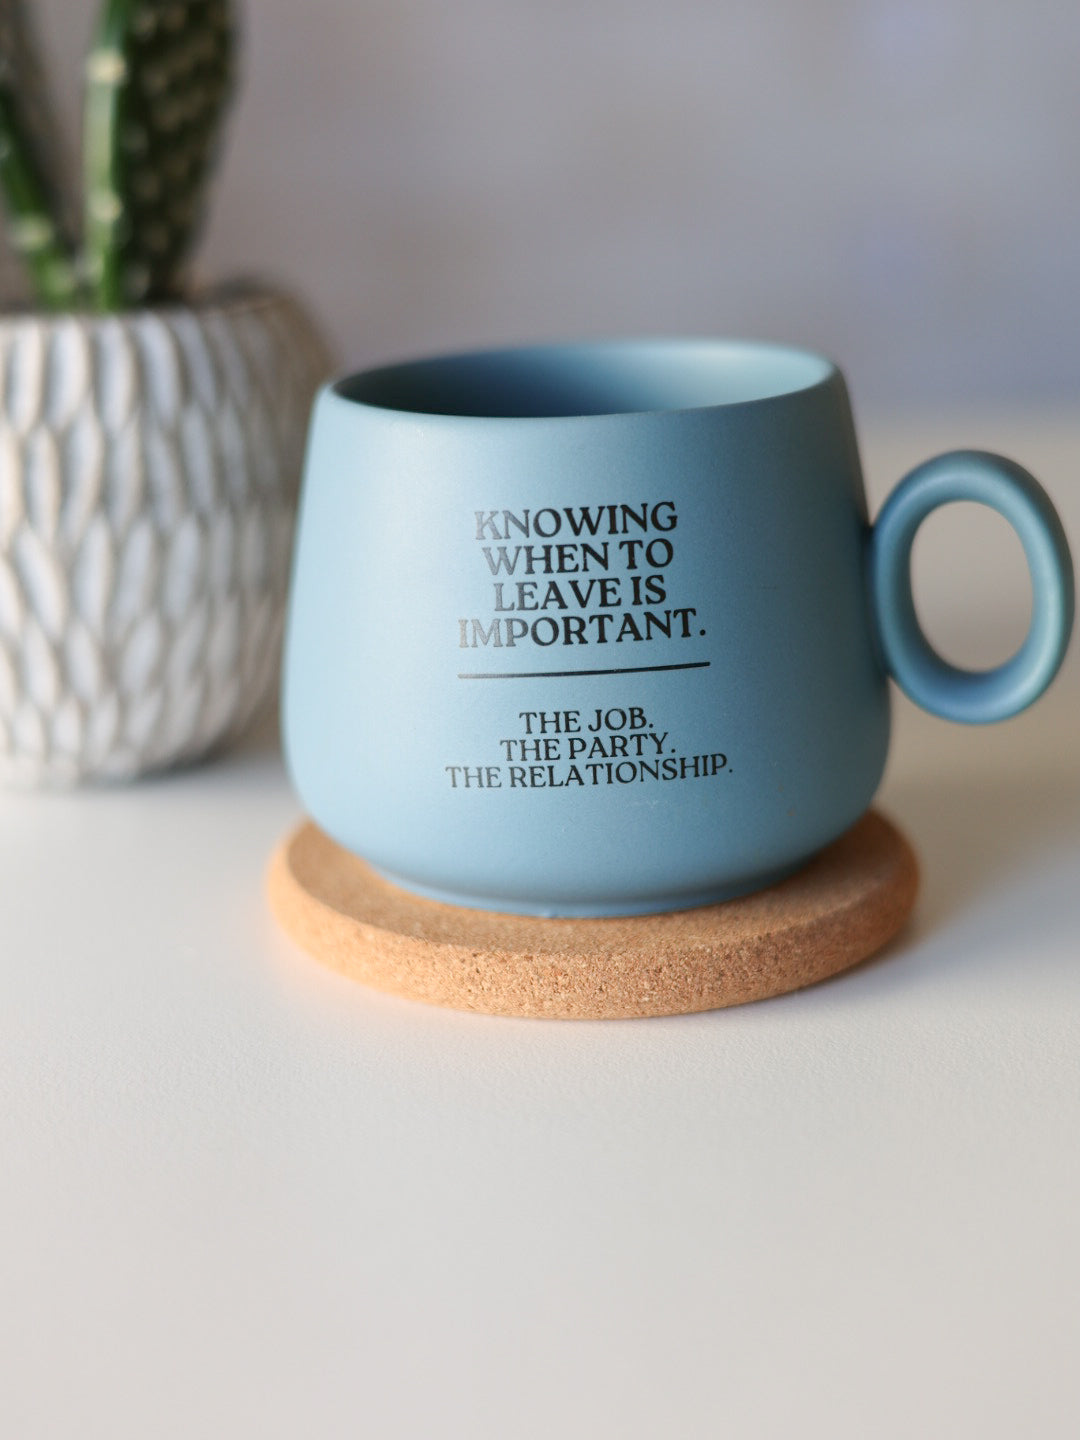 KNOWING
WHEN TO
LEAVE IS
IMPORTANT.
THE JOB.
THE PARTY.
THE RELATIONSHIP.